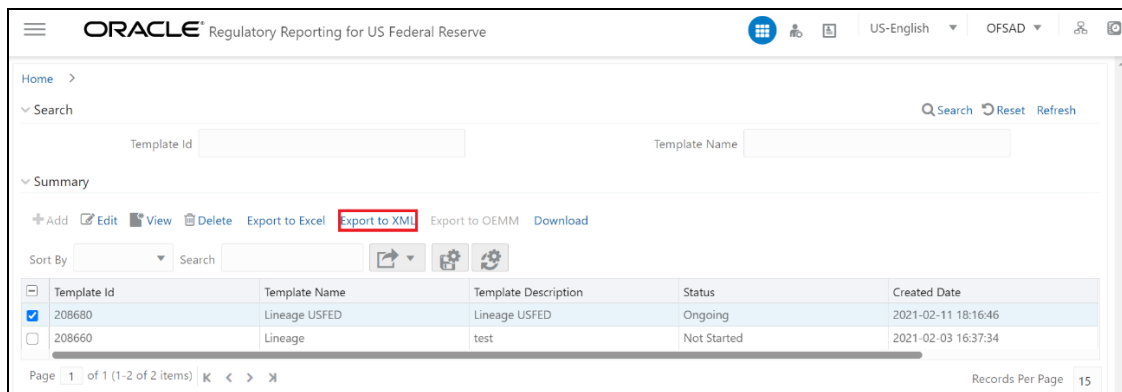 ORACLE® Regulatory Reporting for US Federal Reserve US-English OFSAD
Home >
Search Search Reset Refresh
Template Id Template Name
Summary
Add Edit View Delete Export to Excel Export to XML Export to OEMM Download
Sort By Search
Template Id Template Name Template Description Status Created Date
208680 Lineage USFED Lineage USFED Ongoing 2021-02-11 18:16:46
208660 Lineage test Not Started 2021-02-03 16:37:34
Page 1 of 1 (1-2 of 2 items) Records Per Page 15